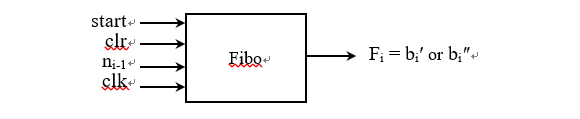 start
clr
nᵢ₋₁
clk
Fibo
Fᵢ = bᵢ′ or bᵢ″